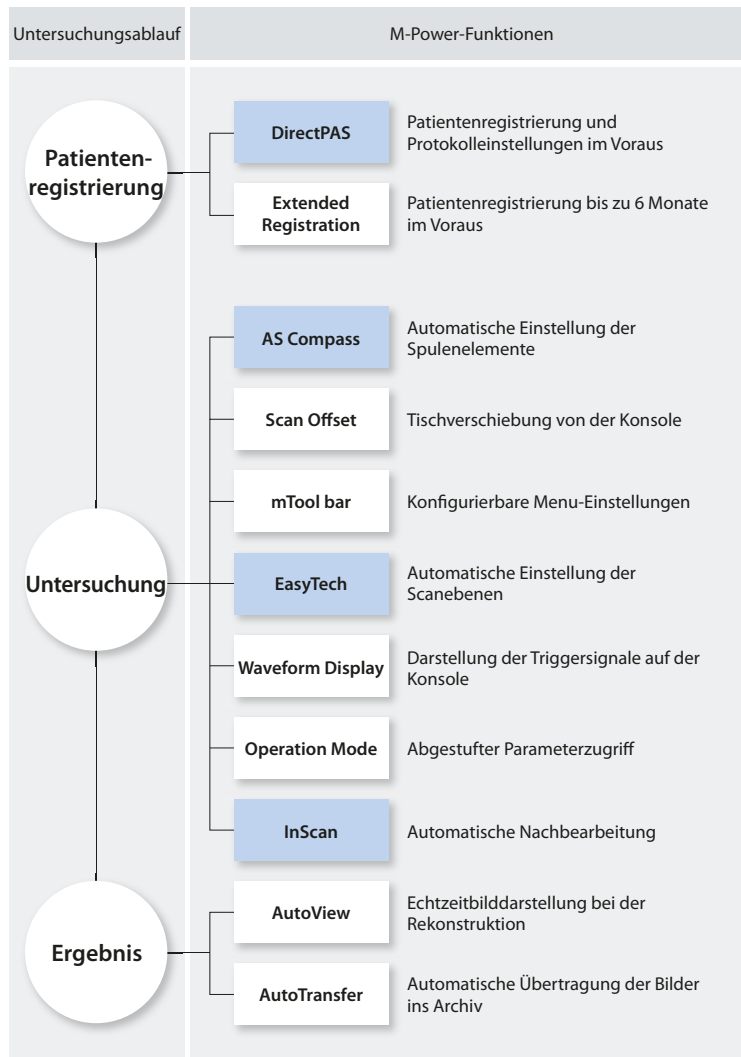 Untersuchungsablauf
M-Power-Funktionen
Patienten-
registrierung
DirectPAS
Patientenregistrierung und
Protokolleinstellungen im Voraus
Extended
Registration
Patientenregistrierung bis zu 6 Monate
im Voraus
Untersuchung
AS Compass
Automatische Einstellung der
Spulenelemente
Scan Offset
Tischverschiebung von der Konsole
mTool bar
Konfigurierbare Menu-Einstellungen
EasyTech
Automatische Einstellung der
Scanebenen
Waveform Display
Darstellung der Triggersignale auf der
Konsole
Operation Mode
Abgestufter Parameterzugriff
InScan
Automatische Nachbearbeitung
Ergebnis
AutoView
Echtzeitbilddarstellung bei der
Rekonstruktion
AutoTransfer
Automatische Übertragung der Bilder
ins Archiv